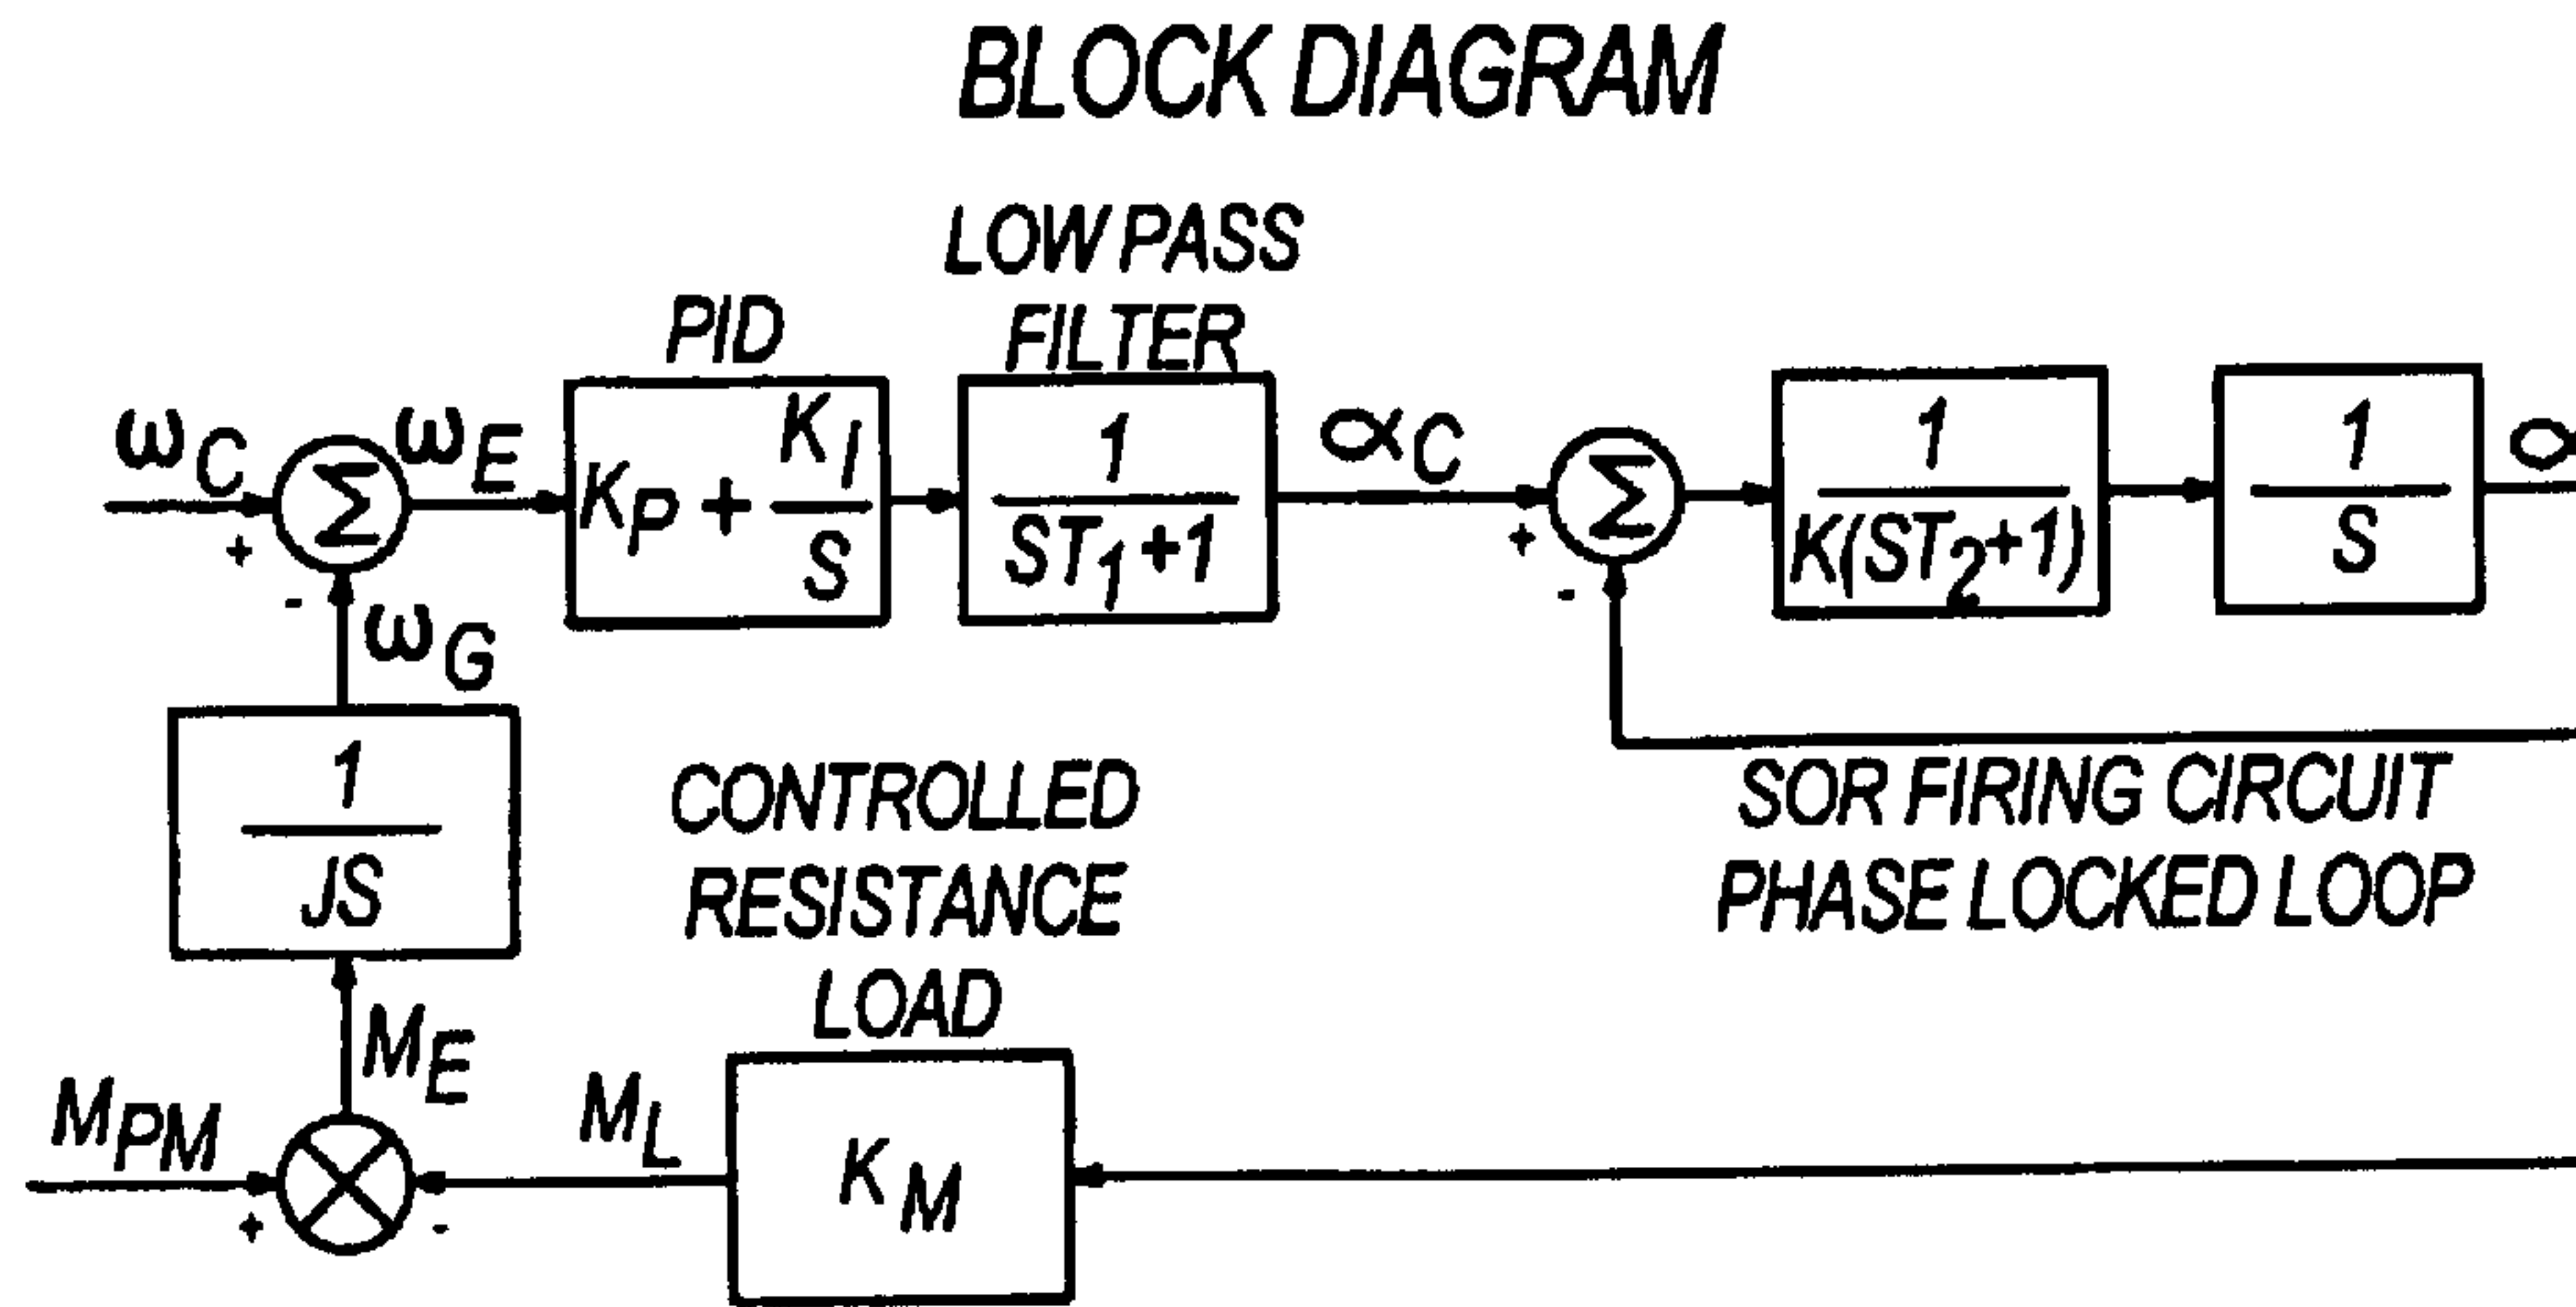 BLOCK DIAGRAM
LOW PASS
FILTER
PID
ωC
+
-
Σ
ωE
KP + KI/S
1/(ST1+1)
αC
+
-
Σ
1/K(ST2+1)
1/S
α
ωG
1/JS
CONTROLLED
RESISTANCE
LOAD
SOR FIRING CIRCUIT
PHASE LOCKED LOOP
ME
MPM
+
-
ML
KM